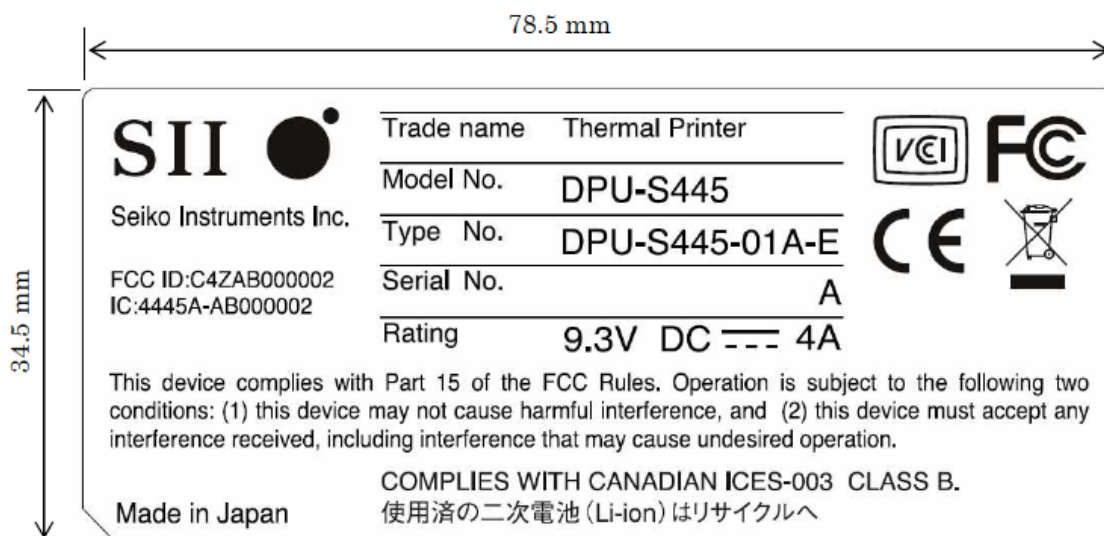 78.5 mm
34.5 mm
SII
Seiko Instruments Inc.
FCC ID:C4ZAB000002
IC:4445A-AB000002
Trade name Thermal Printer
Model No. DPU-S445
Type No. DPU-S445-01A-E
Serial No. A
Rating 9.3V DC 4A
VCI
FC
CE
This device complies with Part 15 of the FCC Rules. Operation is subject to the following two
conditions: (1) this device may not cause harmful interference, and (2) this device must accept any
interference received, including interference that may cause undesired operation.
COMPLIES WITH CANADIAN ICES-003 CLASS B.
Made in Japan
使用済の二次電池(Li-ion)はリサイクルへ